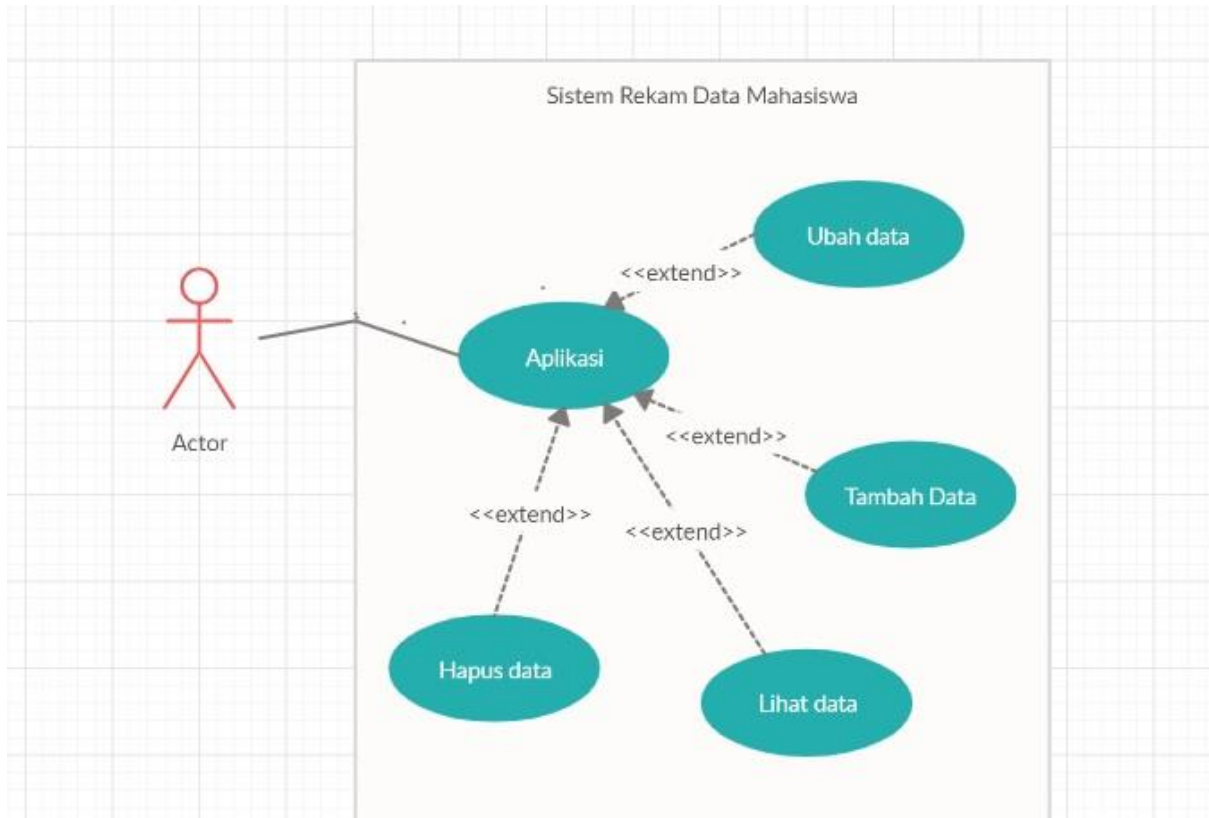 Sistem Rekam Data Mahasiswa
Ubah data
<<extend>>
Aplikasi
Actor
<<extend>>
Tambah Data
<<extend>>
<<extend>>
Hapus data
Lihat data